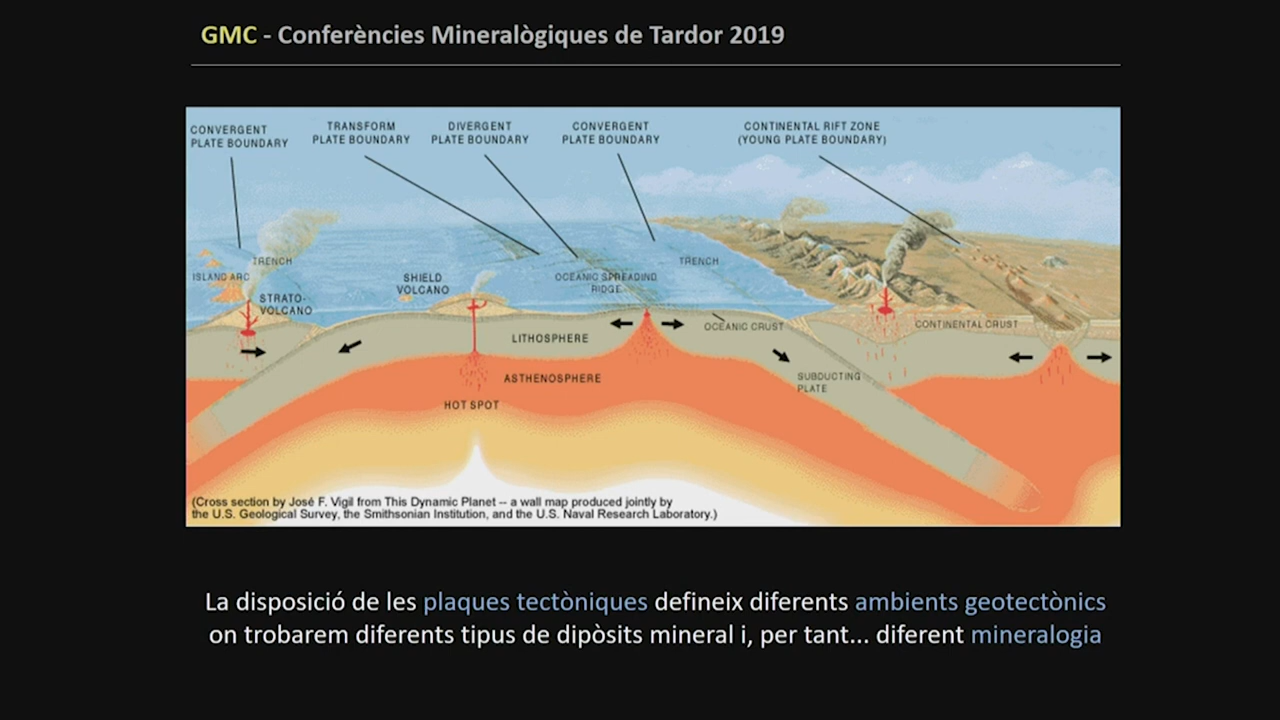 GMC - Conferències Mineralògiques de Tardor 2019
CONVERGENT
PLATE BOUNDARY
TRANSFORM
PLATE BOUNDARY
DIVERGENT
PLATE BOUNDARY
CONVERGENT
PLATE BOUNDARY
CONTINENTAL RIFT ZONE
(YOUNG PLATE BOUNDARY)
TRENCH
ISLAND ARC
STRATO-
VOLCANO
SHIELD
VOLCANO
OCEANIC SPREADING
RIDGE
TRENCH
LITHOSPHERE
OCEANIC CRUST
CONTINENTAL CRUST
ASTHENOSPHERE
SUBDUCTING
PLATE
HOT SPOT
(Cross section by José F. Vigil from This Dynamic Planet -- a wall map produced jointly by
the U.S. Geological Survey, the Smithsonian Institution, and the U.S. Naval Research Laboratory.)
La disposició de les plaques tectòniques defineix diferents ambients geotectònics
on trobarem diferents tipus de dipòsits mineral i, per tant... diferent mineralogia